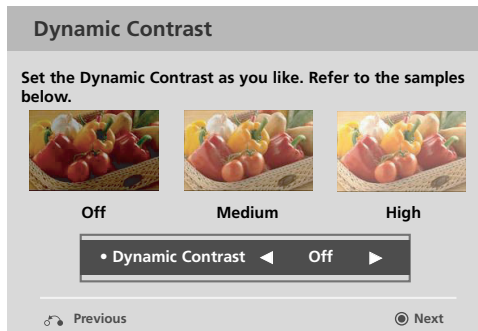 Dynamic Contrast
Set the Dynamic Contrast as you like. Refer to the samples
below.
Off Medium High
• Dynamic Contrast ◀ Off ▶
Previous Next